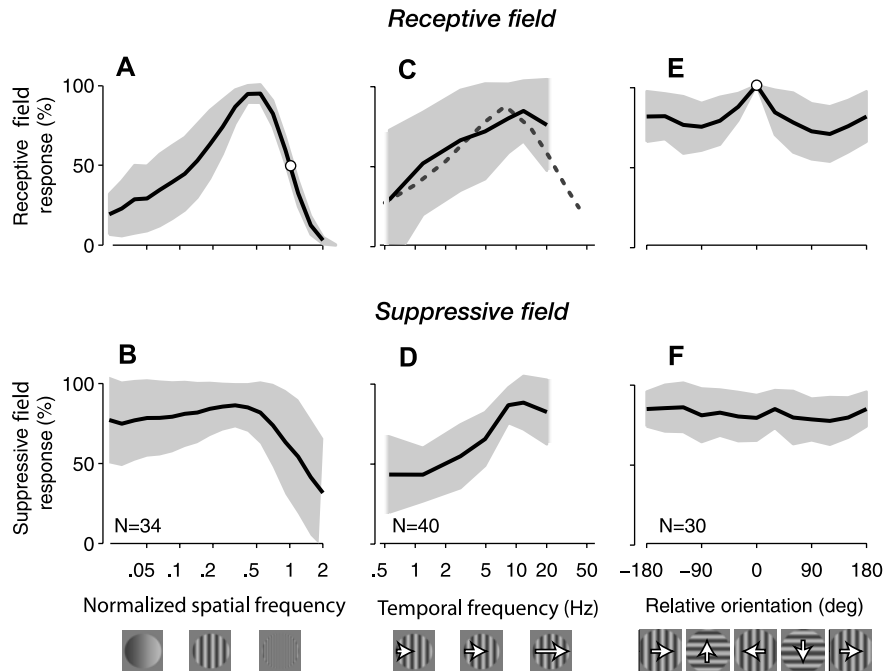 Receptive field
A
C
E
Receptive field
response (%)
100
50
0
Suppressive field
B
D
F
Suppressive field
response (%)
100
50
0
N=34
N=40
N=30
.05 .1 .2 .5 1 2
.5 1 2 5 10 20 50
−180 −90 0 90 180
Normalized spatial frequency
Temporal frequency (Hz)
Relative orientation (deg)